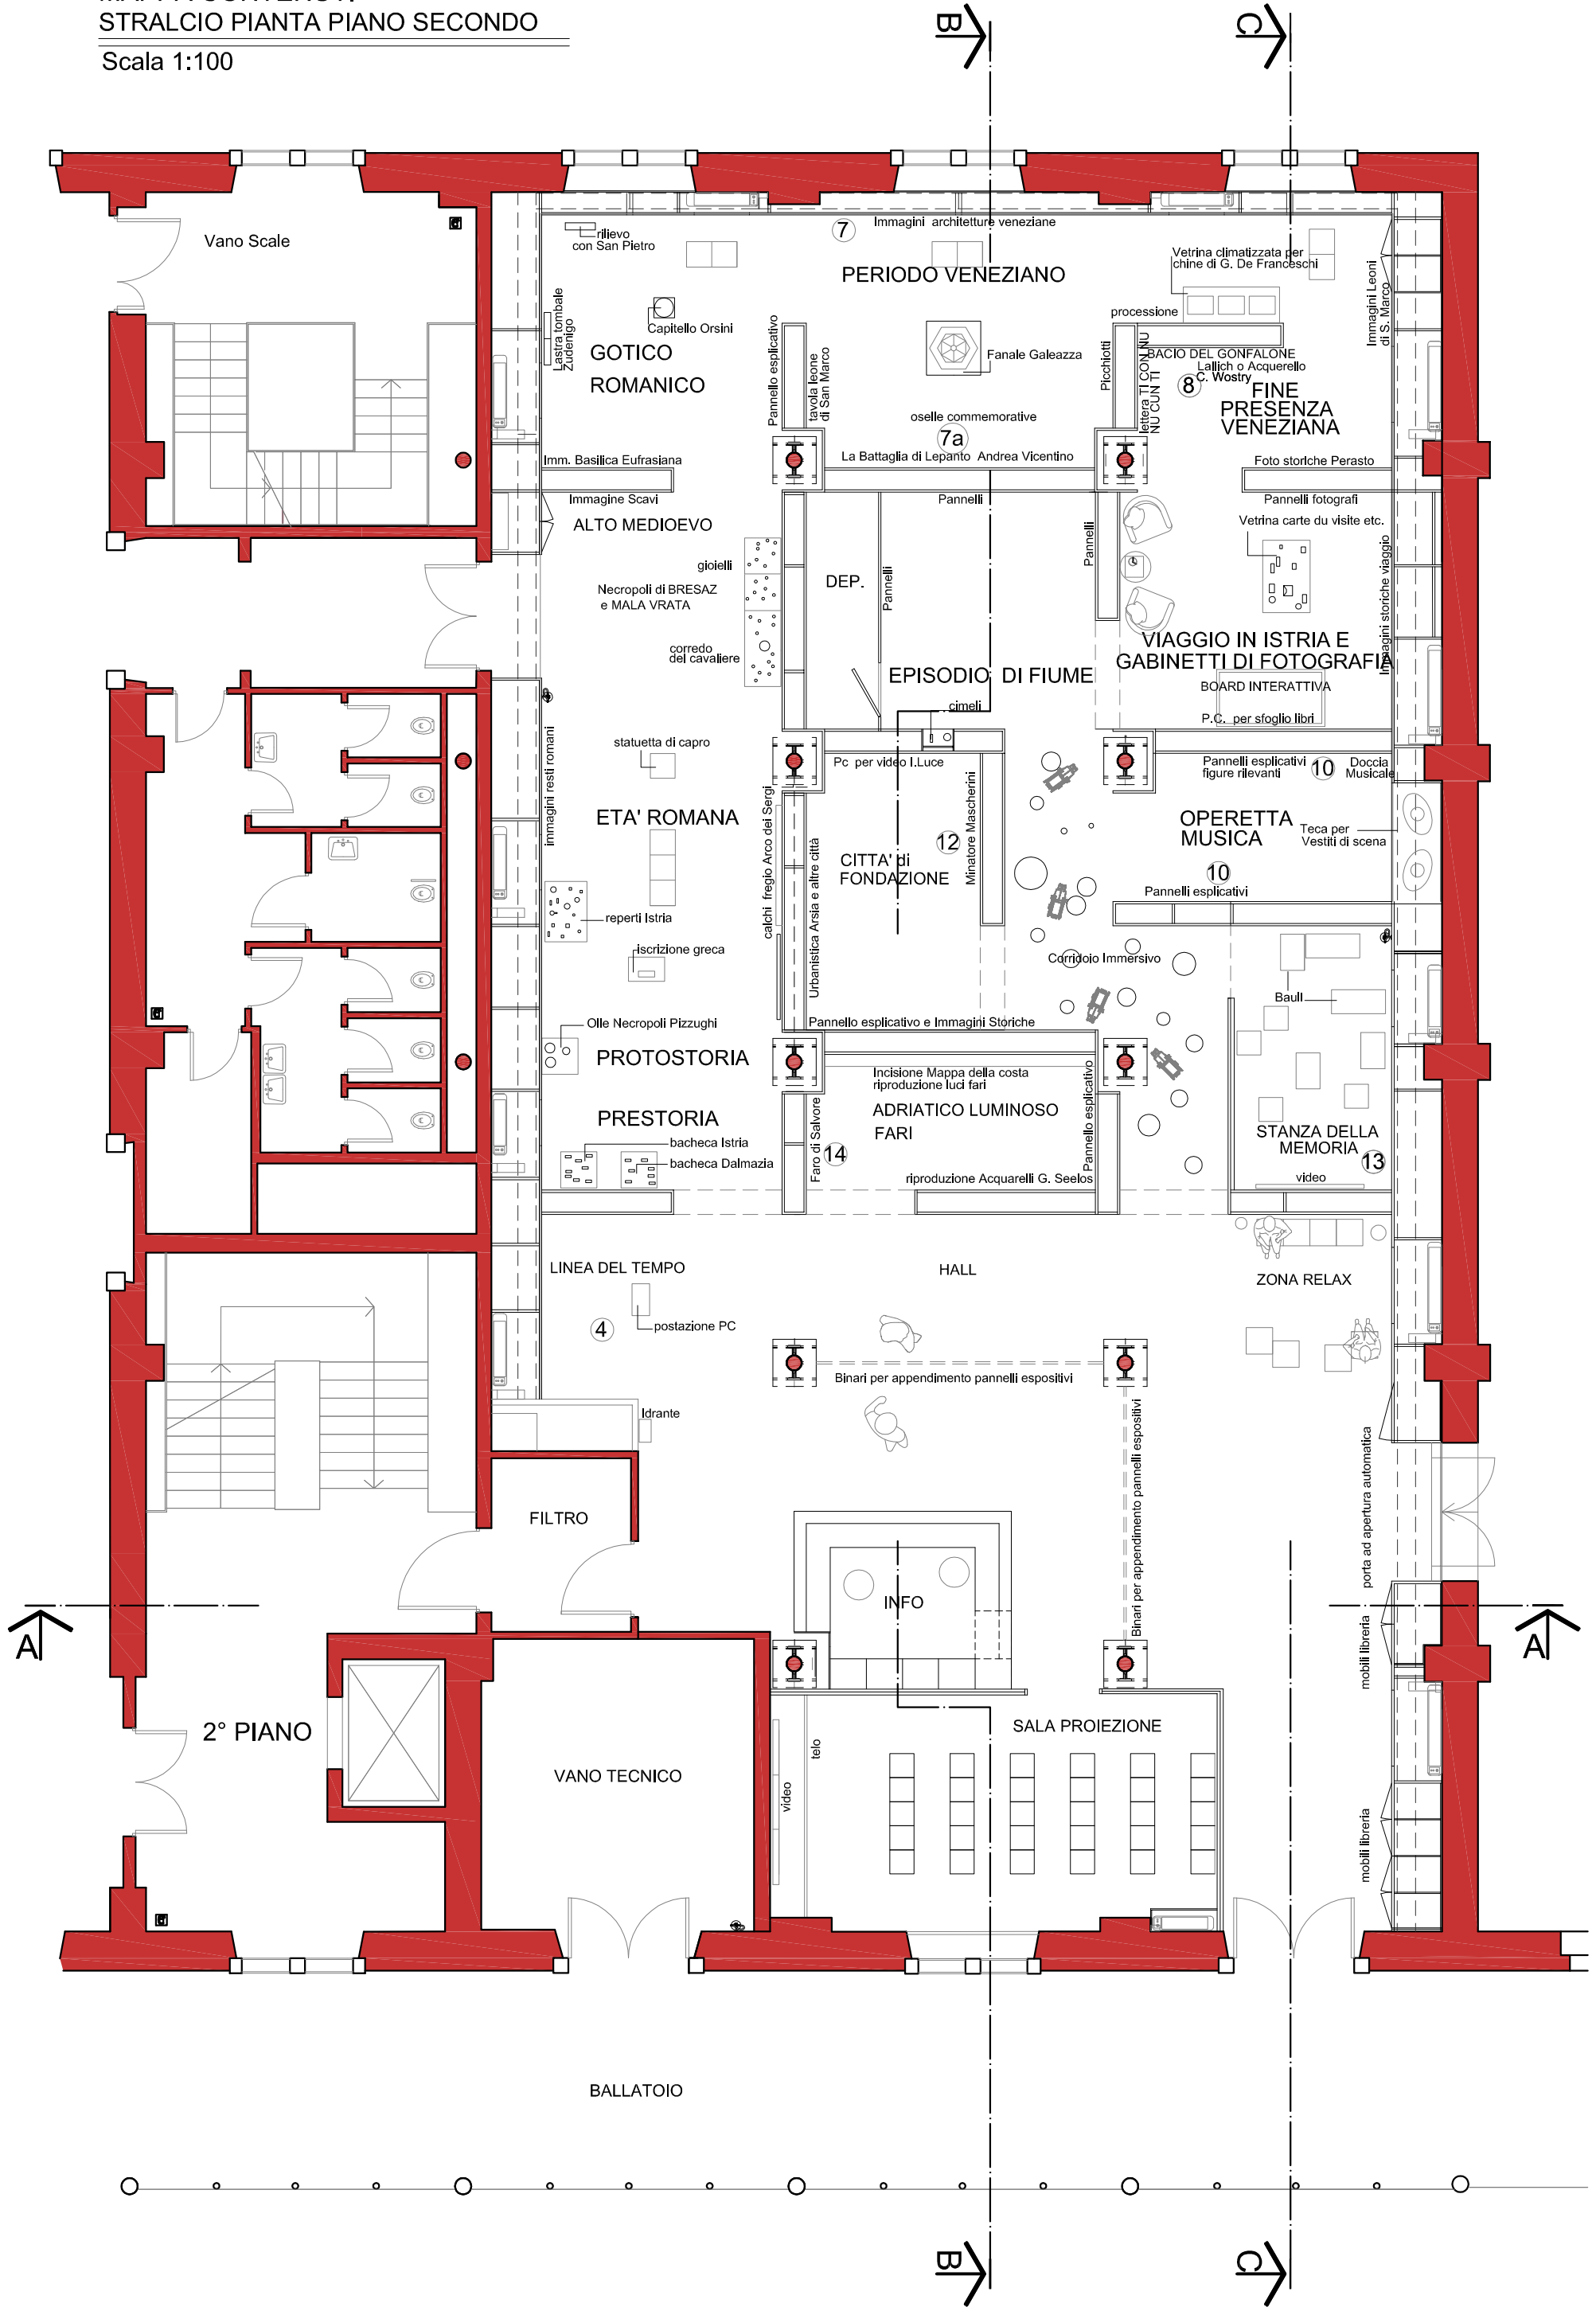 STRALCIO PIANTA PIANO SECONDO
Scala 1:100
B
C
Vano Scale
rilievo
con San Pietro
7
Immagini architetture veneziane
PERIODO VENEZIANO
Vetrina climatizzata per
chine di G. De Franceschi
Immagini Leoni
di S. Marco
Lastra tombale
Zudenigo
Capitello Orsini
GOTICO
ROMANICO
Pannello esplicativo
tavola leone
di San Marco
Fanale Galeazza
processione
Picchiotti
lettera TI CON NU
NU CUN TI
BACIO DEL GONFALONE
Lallich o Acquerello
C. Wostry
8
FINE
PRESENZA
VENEZIANA
oselle commemorative
7a
La Battaglia di Lepanto Andrea Vicentino
Imm. Basilica Eufrasiana
Foto storiche Perasto
Immagine Scavi
ALTO MEDIOEVO
Pannelli
Pannelli fotografi
Vetrina carte du visite etc.
gioielli
Necropoli di BRESAZ
e MALA VRATA
DEP.
Pannelli
Pannelli
Immagini storiche viaggio
corredo
del cavaliere
VIAGGIO IN ISTRIA E
GABINETTI DI FOTOGRAFIA
EPISODIO DI FIUME
BOARD INTERATTIVA
cimeli
P.C. per sfoglio libri
immagini resti romani
statuetta di capro
Pc per video I.Luce
Pannelli esplicativi
figure rilevanti
10
Doccia
Musicale
ETA' ROMANA
calchi fregio Arco dei Sergi
Urbanistica Arsia e altre città
CITTA' di
FONDAZIONE
12
Minatore Mascherini
OPERETTA
MUSICA
Teca per
Vestiti di scena
10
Pannelli esplicativi
reperti Istria
iscrizione greca
Corridoio Immersivo
Bauli
Olle Necropoli Pizzughi
Pannello esplicativo e Immagini Storiche
PROTOSTORIA
Incisione Mappa della costa
riproduzione luci fari
PRESTORIA
ADRIATICO LUMINOSO
FARI
Pannello esplicativo
bacheca Istria
bacheca Dalmazia
Faro di Salvore
14
riproduzione Acquarelli G. Seelos
STANZA DELLA
MEMORIA
13
video
LINEA DEL TEMPO
HALL
ZONA RELAX
4
postazione PC
Binari per appendimento pannelli espositivi
Idrante
Binari per appendimento pannelli espositivi
porta ad apertura automatica
FILTRO
INFO
A
A
mobili libreria
2° PIANO
VANO TECNICO
telo
video
SALA PROIEZIONE
mobili libreria
BALLATOIO
B
C